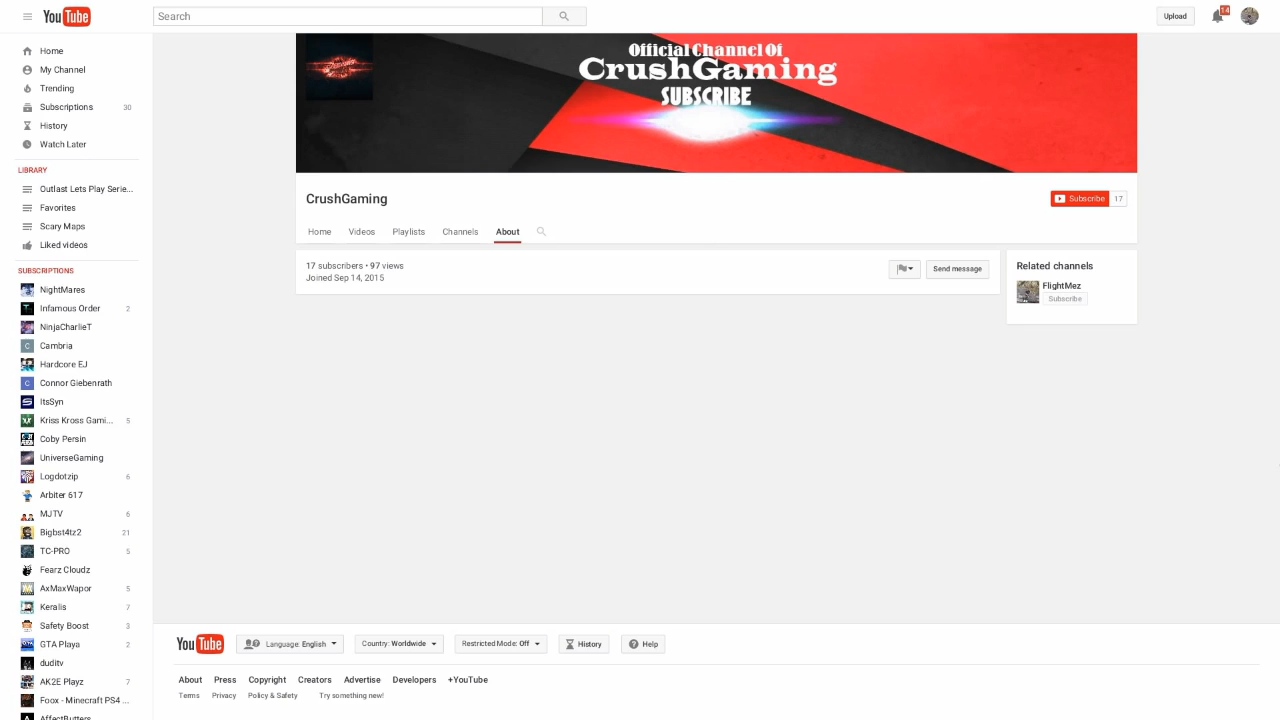 YouTube
Search
Upload
14
Home
My Channel
Trending
Subscriptions 30
History
Watch Later
LIBRARY
Outlast Lets Play Serie...
Favorites
Scary Maps
Liked videos
SUBSCRIPTIONS
NightMares
Infamous Order 2
NinjaCharlieT
C Cambria
Hardcore EJ
C Connor Giebenrath
ItsSyn
Kriss Kross Gami... 5
Coby Persin
UniverseGaming
Logdotzip 6
Arbiter 617
MJTV 6
Bigbst4tz2 21
TC-PRO 5
Fearz Cloudz
AxMaxWapor 5
Keralis 7
Safety Boost 3
GTA Playa 2
duditv
AK2E Playz 7
Foox - Minecraft PS4 ...
AffectButters
Official Channel Of
CrushGaming
SUBSCRIBE
CrushGaming
Subscribe 17
Home Videos Playlists Channels About
17 subscribers • 97 views
Joined Sep 14, 2015
Send message
Related channels
FlightMez
Subscribe
YouTube
Language: English
Country: Worldwide
Restricted Mode: Off
History
Help
About Press Copyright Creators Advertise Developers +YouTube
Terms Privacy Policy & Safety Try something new!